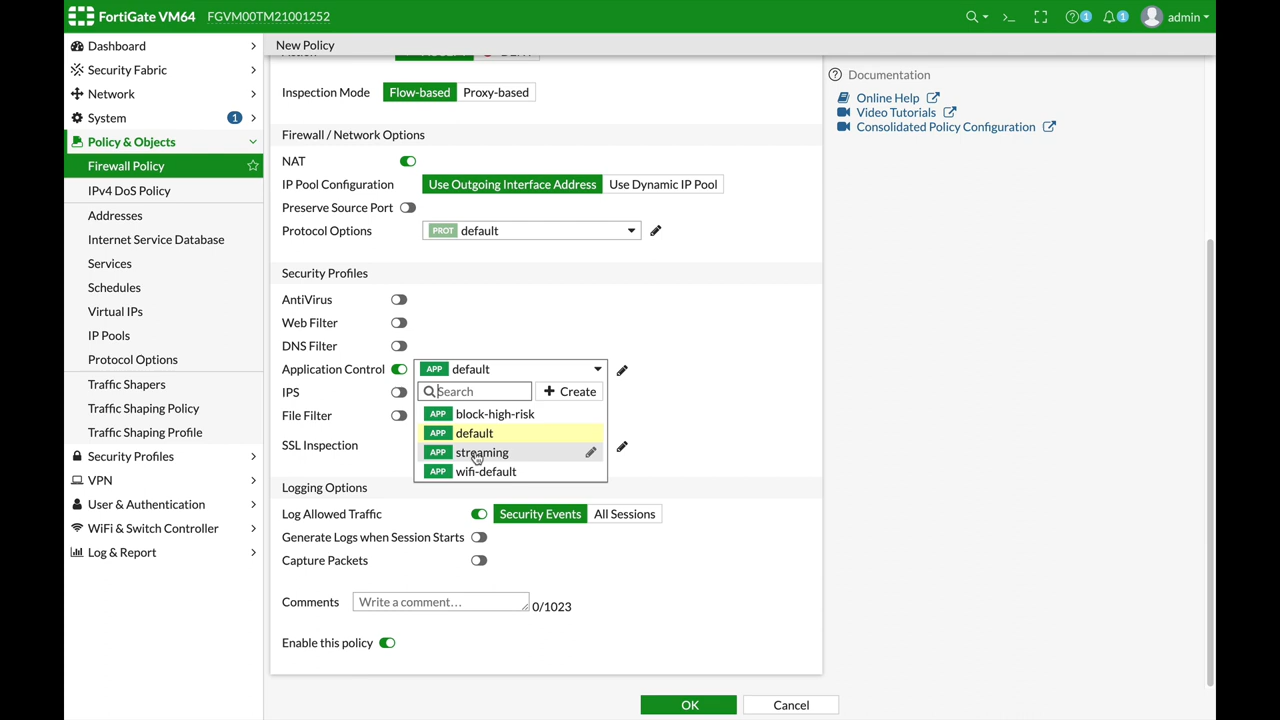 FortiGate VM64 FGVM00TM21001252
1 1 admin
Dashboard
Security Fabric
Network
System 1
Policy & Objects
Firewall Policy
IPv4 DoS Policy
Addresses
Internet Service Database
Services
Schedules
Virtual IPs
IP Pools
Protocol Options
Traffic Shapers
Traffic Shaping Policy
Traffic Shaping Profile
Security Profiles
VPN
User & Authentication
WiFi & Switch Controller
Log & Report
New Policy
Inspection Mode Flow-based Proxy-based
Firewall / Network Options
NAT
IP Pool Configuration Use Outgoing Interface Address Use Dynamic IP Pool
Preserve Source Port
Protocol Options PROT default
Security Profiles
AntiVirus
Web Filter
DNS Filter
Application Control APP default
Search + Create
IPS
APP block-high-risk
File Filter
APP default
SSL Inspection
APP streaming
APP wifi-default
Logging Options
Log Allowed Traffic Security Events All Sessions
Generate Logs when Session Starts
Capture Packets
Comments Write a comment... 0/1023
Enable this policy
OK Cancel
Documentation
Online Help
Video Tutorials
Consolidated Policy Configuration